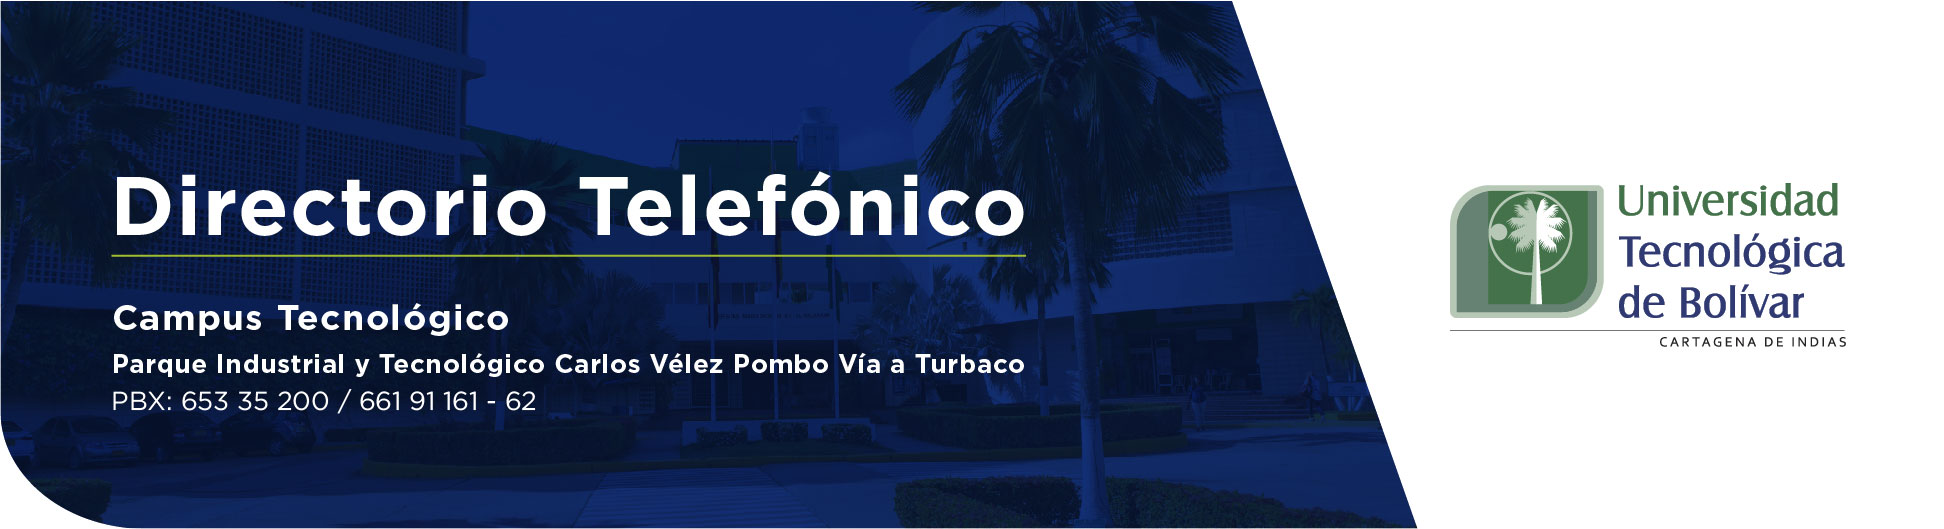 Directorio Telefónico
Campus Tecnológico
Parque Industrial y Tecnológico Carlos Vélez Pombo Vía a Turbaco
PBX: 653 35 200 / 661 91 161 - 62
Universidad
Tecnológica
de Bolívar
CARTAGENA DE INDIAS